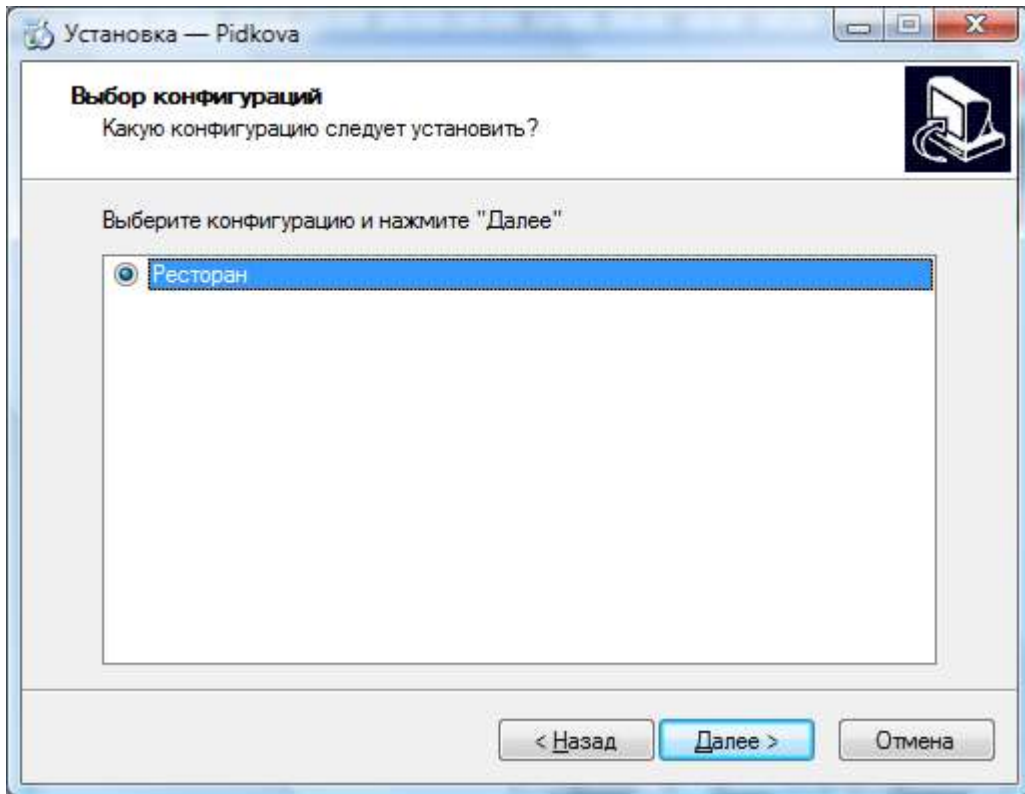 Установка — Pidkova
Выбор конфигураций
Какую конфигурацию следует установить?
Выберите конфигурацию и нажмите "Далее"
Ресторан
< Назад Далее > Отмена